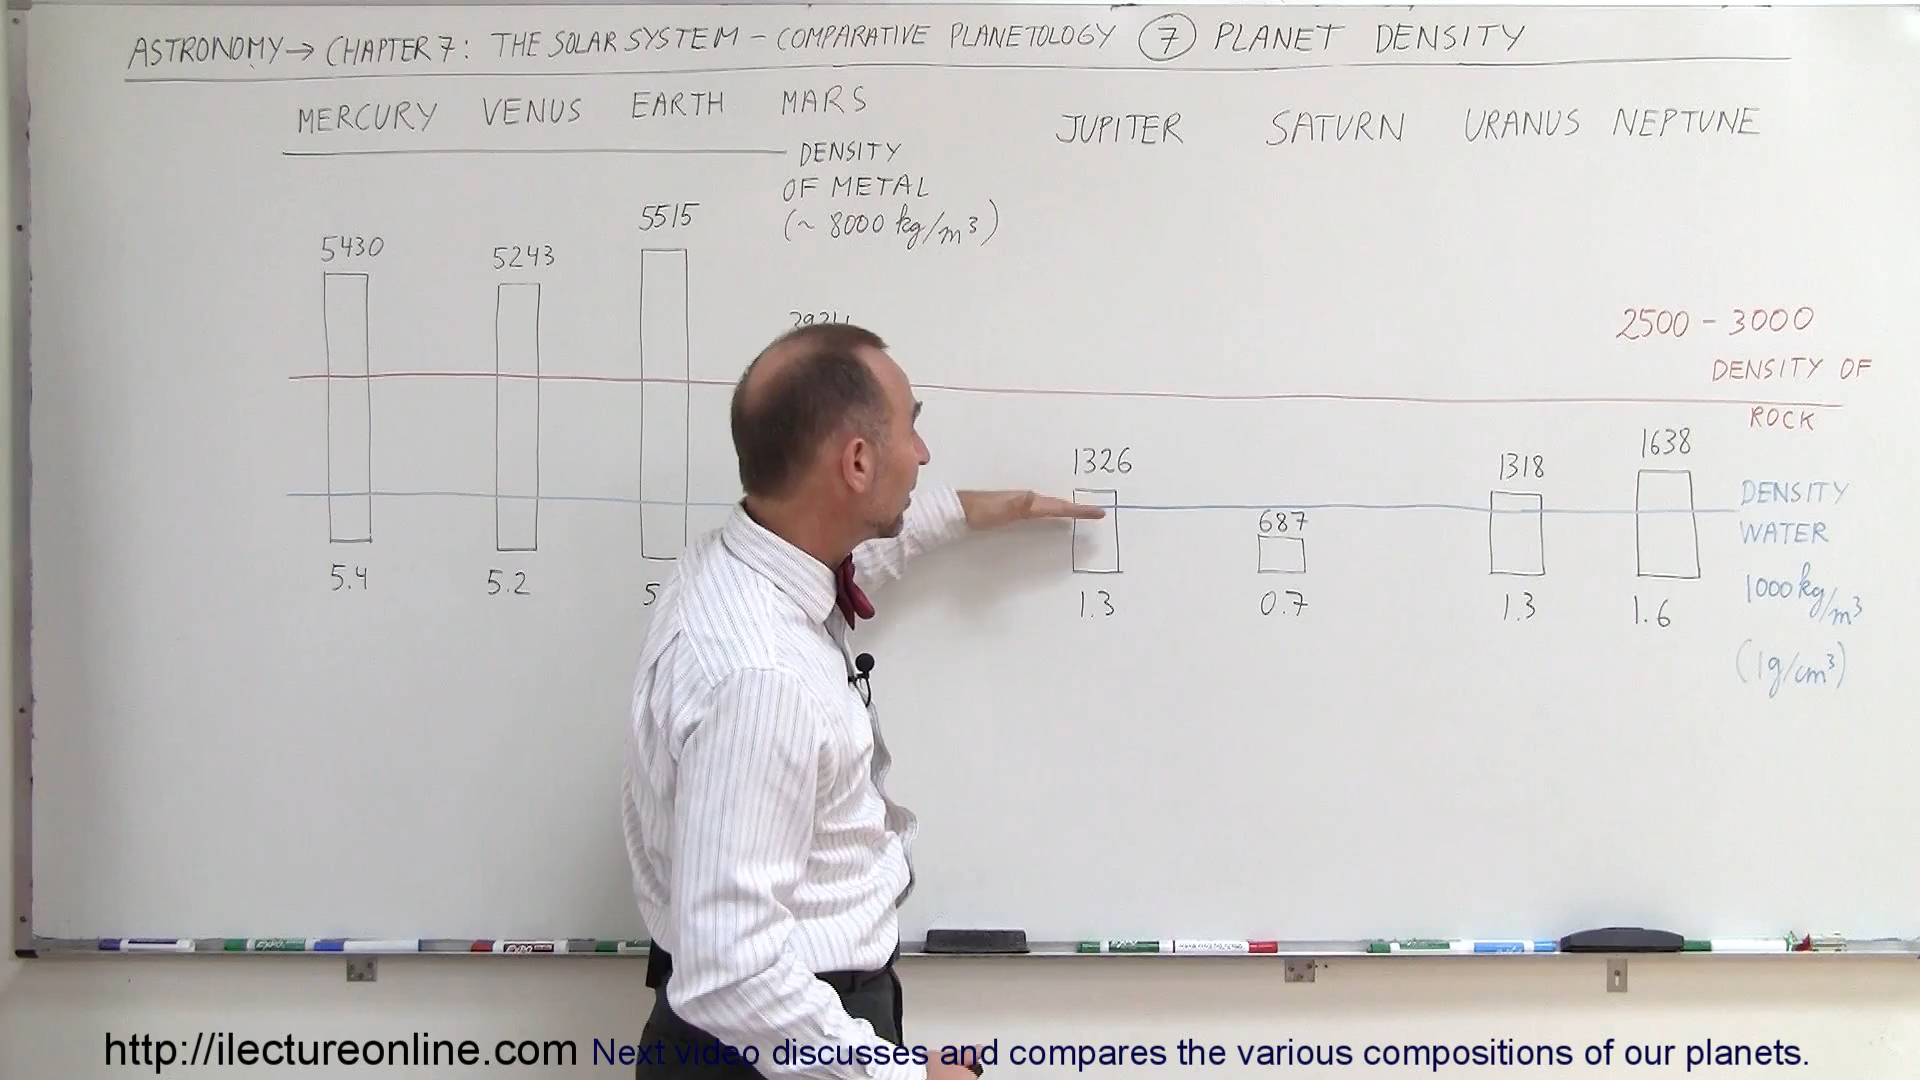 ASTRONOMY → CHAPTER 7: THE SOLAR SYSTEM - COMPARATIVE PLANETOLOGY 7 PLANET DENSITY
MERCURY VENUS EARTH MARS JUPITER SATURN URANUS NEPTUNE
DENSITY
OF METAL
(~ 8000 kg/m³)
5430 5243 5515
2500 - 3000
DENSITY OF
ROCK
1326 687 1318 1638
DENSITY
WATER
1000 kg/m³
(1g/cm³)
5.4 5.2 5. 1.3 0.7 1.3 1.6
EXPO
http://ilectureonline.com Next video discusses and compares the various compositions of our planets.